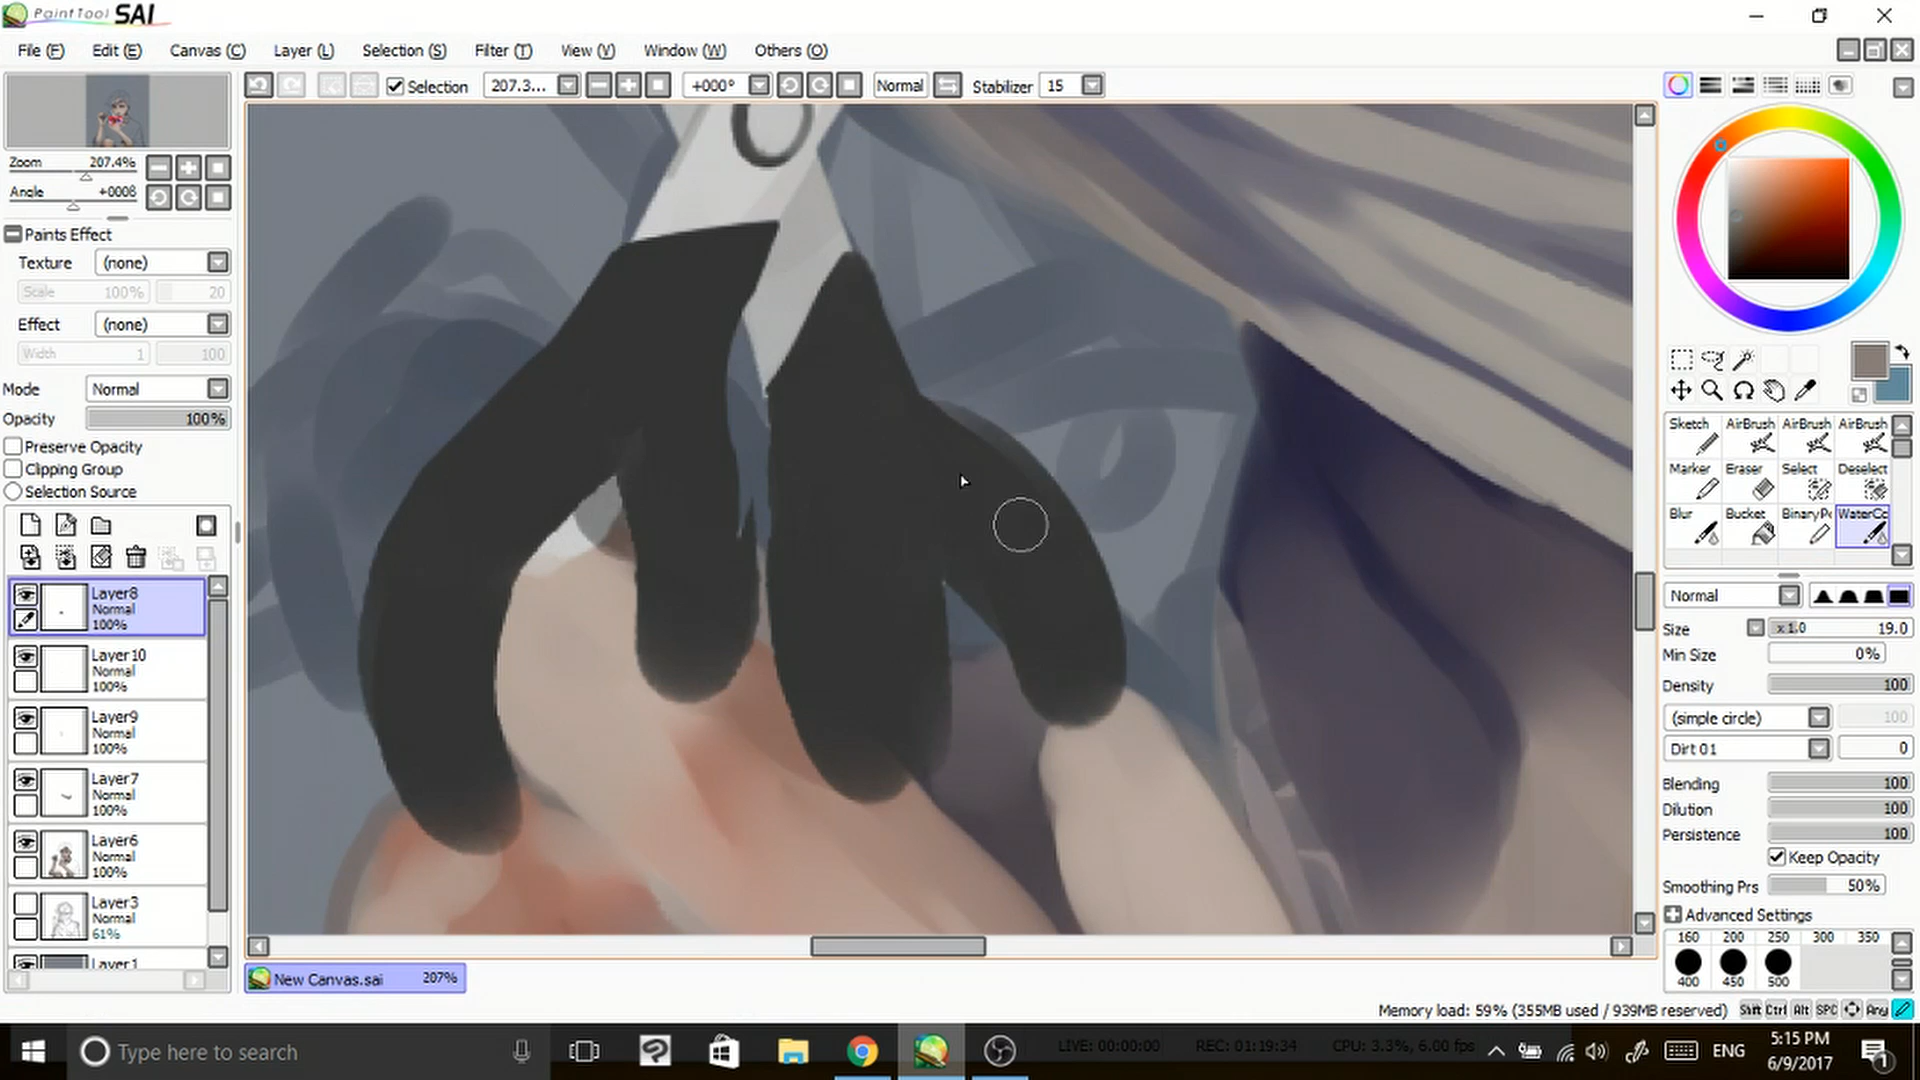 PaintTool SAI
File (F) Edit (E) Canvas (C) Layer (L) Selection (S) Filter (T) View (V) Window (W) Others (O)
Selection 207.3... +000° Normal Stabilizer 15
Zoom 207.4%
Angle +0008
Paints Effect
Texture (none)
Scale 100% 20
Effect (none)
Width 1 100
Mode Normal
Opacity 100%
Preserve Opacity
Clipping Group
Selection Source
Layer8
Normal
100%
Layer10
Normal
100%
Layer9
Normal
100%
Layer7
Normal
100%
Layer6
Normal
100%
Layer3
Normal
61%
Layer1
Sketch AirBrush AirBrush AirBrush
Marker Eraser Select Deselect
Blur Bucket BinaryPe WaterCo
Normal
Size x 1.0 19.0
Min Size 0%
Density 100
(simple circle) 100
Dirt 01 0
Blending 100
Dilution 100
Persistence 100
Keep Opacity
Smoothing Prs 50%
Advanced Settings
160 200 250 300 350
400 450 500
New Canvas.sai 207%
Memory load: 59% (355MB used / 939MB reserved) Shift Ctrl Alt SPC Any
Type here to search
LIVE: 00:00:00 REC: 01:19:34 CPU: 3.3%, 6.00 fps
ENG
5:15 PM
6/9/2017
1